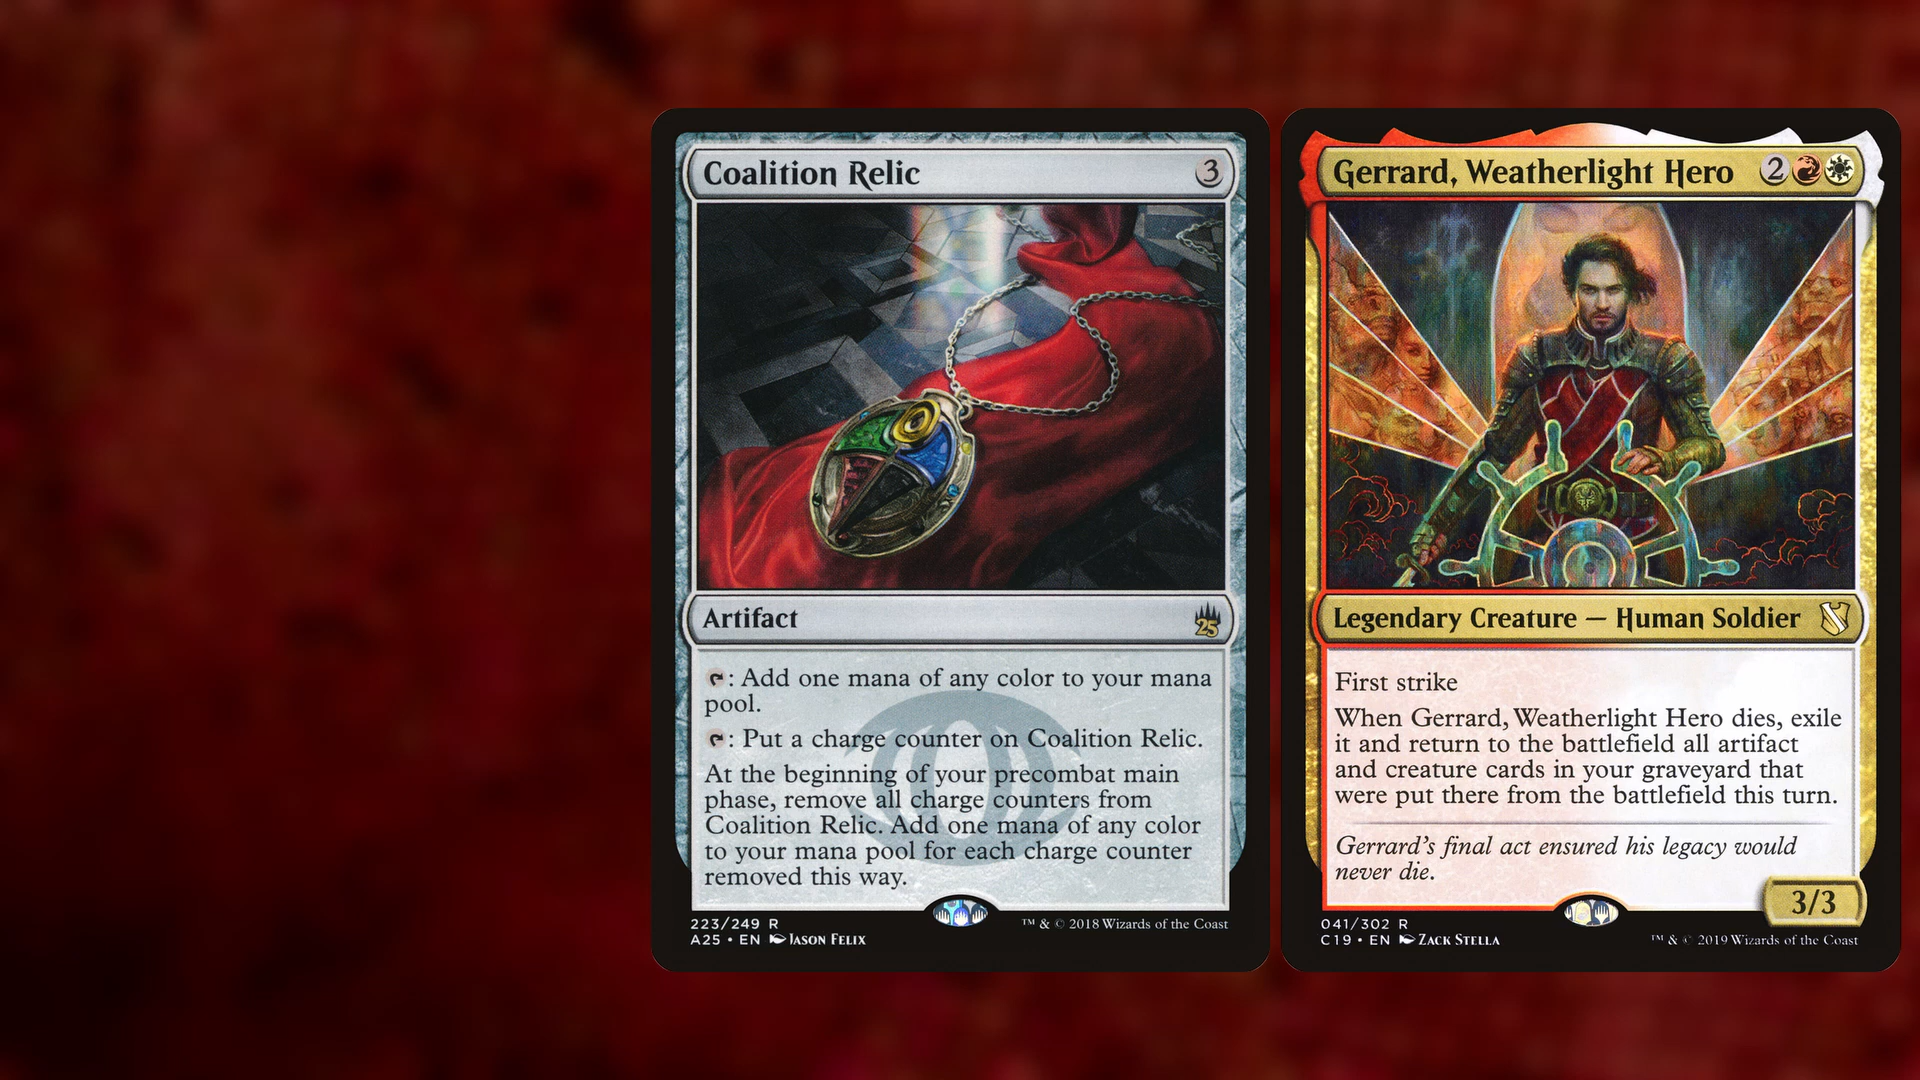 Coalition Relic 3
Artifact
25
: Add one mana of any color to your mana
pool.
: Put a charge counter on Coalition Relic.
At the beginning of your precombat main
phase, remove all charge counters from
Coalition Relic. Add one mana of any color
to your mana pool for each charge counter
removed this way.
223/249 R
A25 • EN Jason Felix
™ & © 2018 Wizards of the Coast
Gerrard, Weatherlight Hero 2
Legendary Creature — Human Soldier
First strike
When Gerrard, Weatherlight Hero dies, exile
it and return to the battlefield all artifact
and creature cards in your graveyard that
were put there from the battlefield this turn.
Gerrard's final act ensured his legacy would
never die.
3/3
041/302 R
C19 • EN Zack Stella
™ & © 2019 Wizards of the Coast